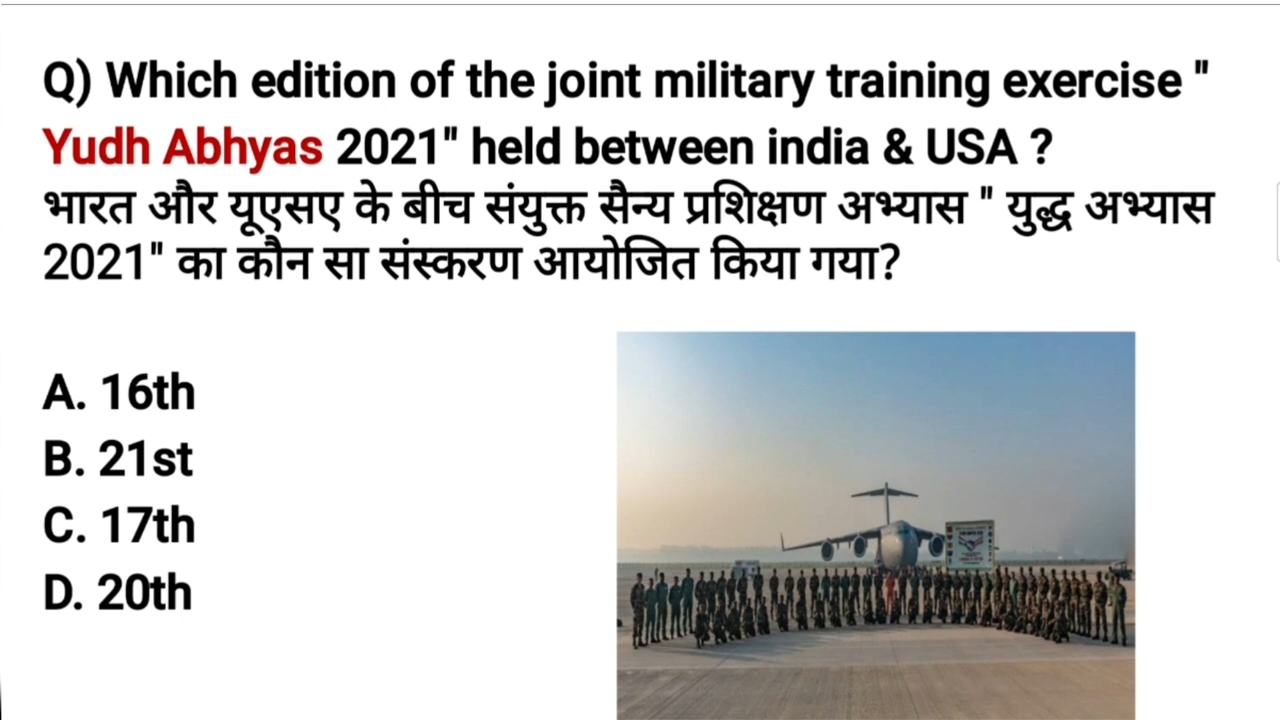 Q) Which edition of the joint military training exercise "
Yudh Abhyas 2021" held between india & USA ?
भारत और यूएसए के बीच संयुक्त सैन्य प्रशिक्षण अभ्यास " युद्ध अभ्यास
2021" का कौन सा संस्करण आयोजित किया गया?
A. 16th
B. 21st
C. 17th
D. 20th